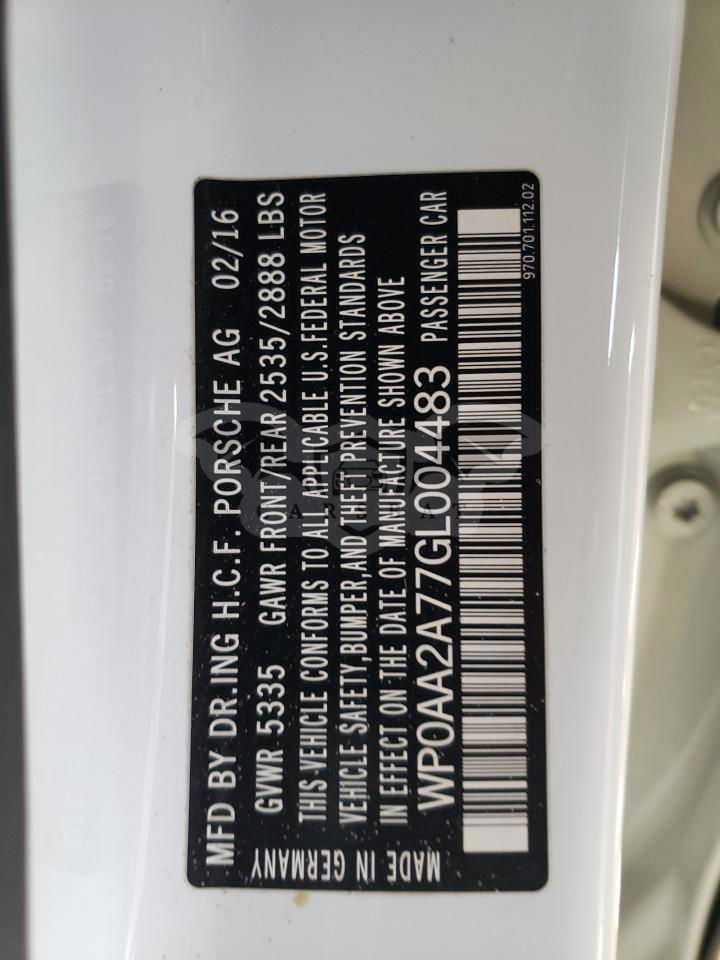 MFD BY DR.ING H.C.F. PORSCHE AG 02/16
GVWR 5335 GAWR FRONT/REAR 2535/2888 LBS
THIS VEHICLE CONFORMS TO ALL APPLICABLE U.S.FEDERAL MOTOR
VEHICLE SAFETY,BUMPER,AND THEFT PREVENTION STANDARDS
IN EFFECT ON THE DATE OF MANUFACTURE SHOWN ABOVE
WP0AA2A77GL004483 PASSENGER CAR
970.701.112.02
MADE IN GERMANY